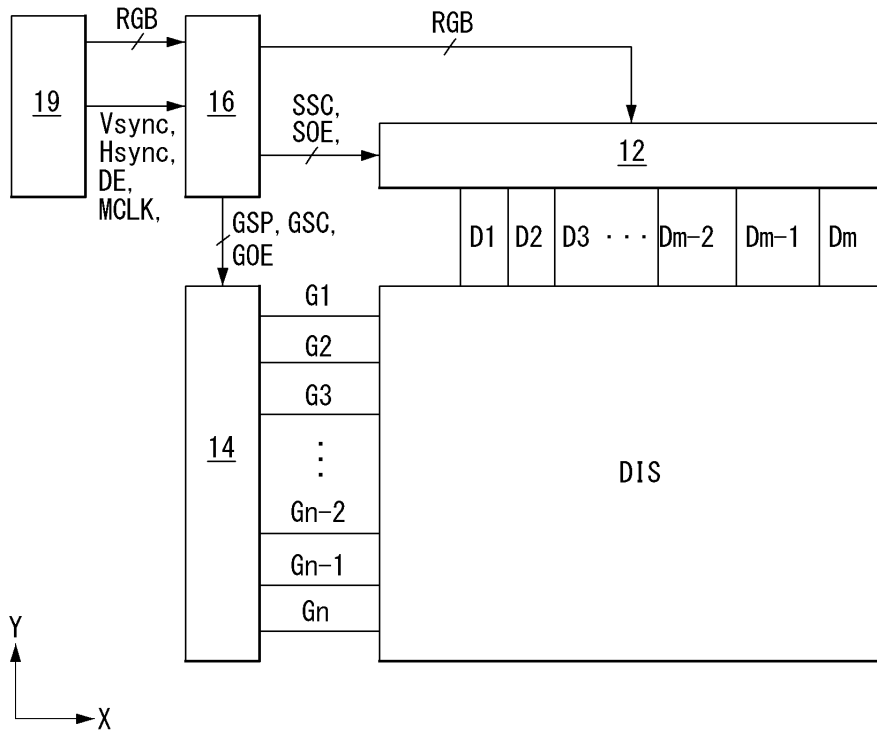 RGB
RGB
19
16
Vsync,
Hsync,
DE,
MCLK,
SSC,
SOE,
12
GSP, GSC,
GOE
D1 D2 D3 ··· Dm-2 Dm-1 Dm
G1
G2
G3
⋮
Gn-2
Gn-1
Gn
14
DIS
Y
X